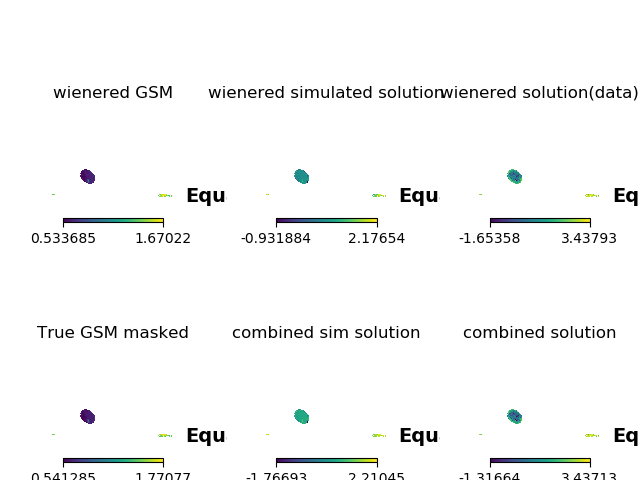 wienered GSM
wienered simulated solution
wienered solution(data)
Equ
Equ
Eq
0.533685 1.67022
-0.931884 2.17654
-1.65358 3.43793
True GSM masked
combined sim solution
combined solution
Equ
Equ
Eq
0.541285 1.77077
-1.76693 2.21045
-1.31664 3.43713